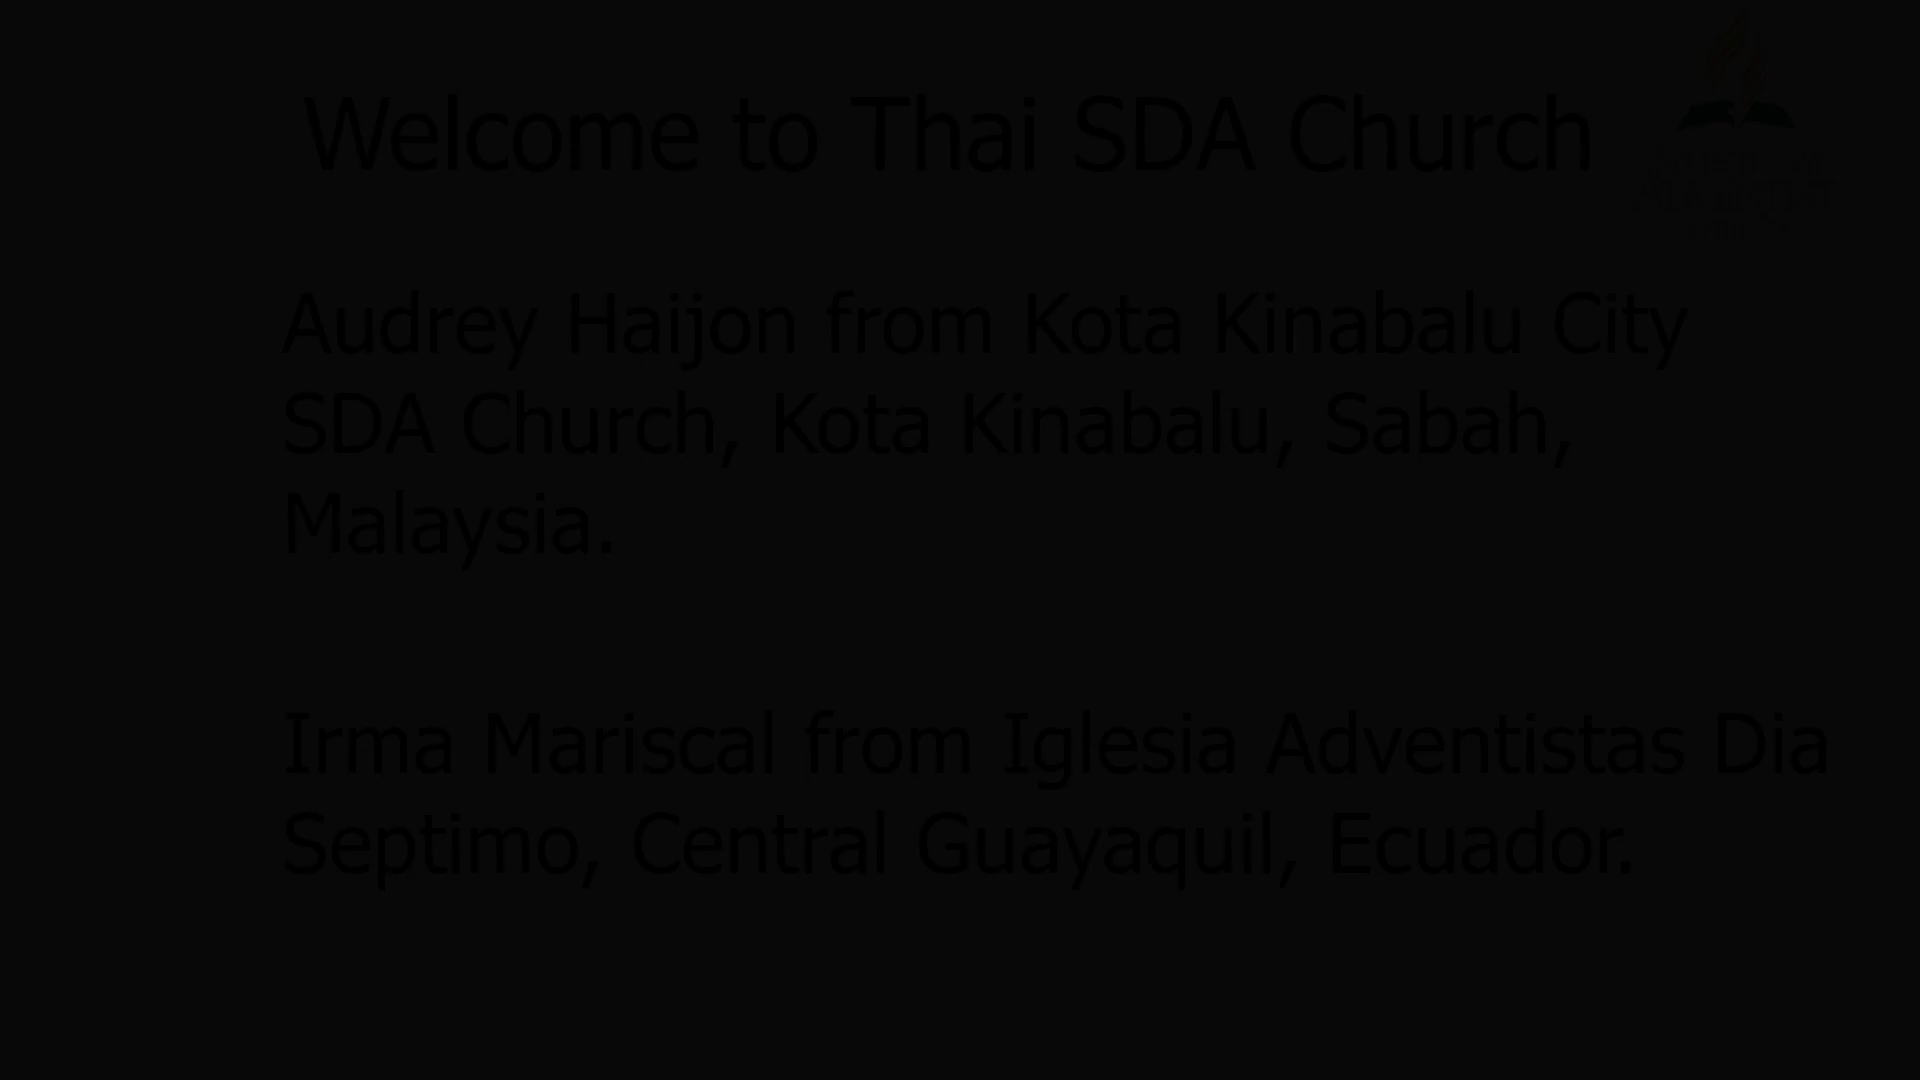 Welcome to Thai SDA Church
Audrey Haijon from Kota Kinabalu City
SDA Church, Kota Kinabalu, Sabah,
Malaysia.
Irma Mariscal from Iglesia Adventistas Dia
Septimo, Central Guayaquil, Ecuador.